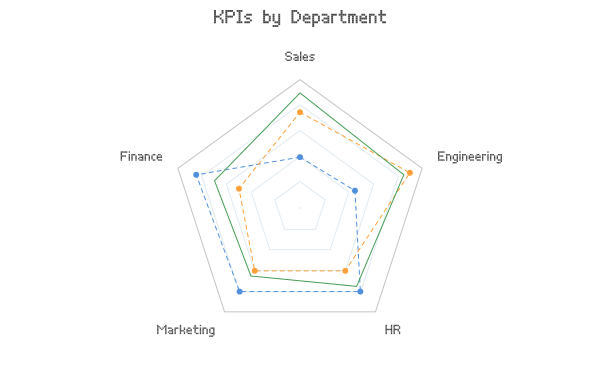 KPIs by Department
Sales
Finance
Engineering
Marketing
HR